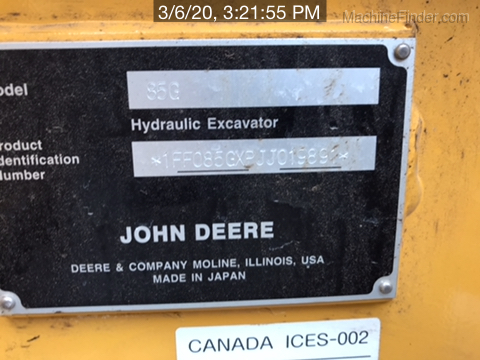 3/6/20, 3:21:55 PM
MachineFinder.com
odel
85G
Hydraulic Excavator
roduct
dentification
umber
JOHN DEERE
DEERE & COMPANY MOLINE, ILLINOIS, USA
MADE IN JAPAN
CANADA ICES-002